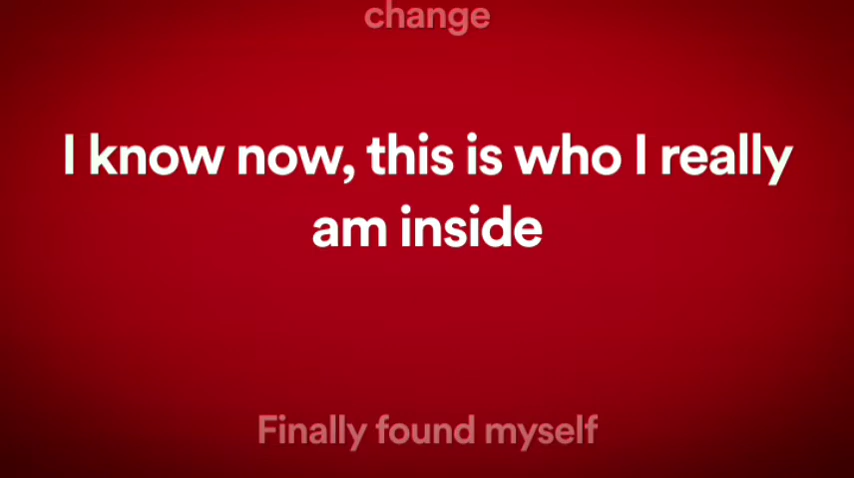 change
I know now, this is who I really
am inside
Finally found myself